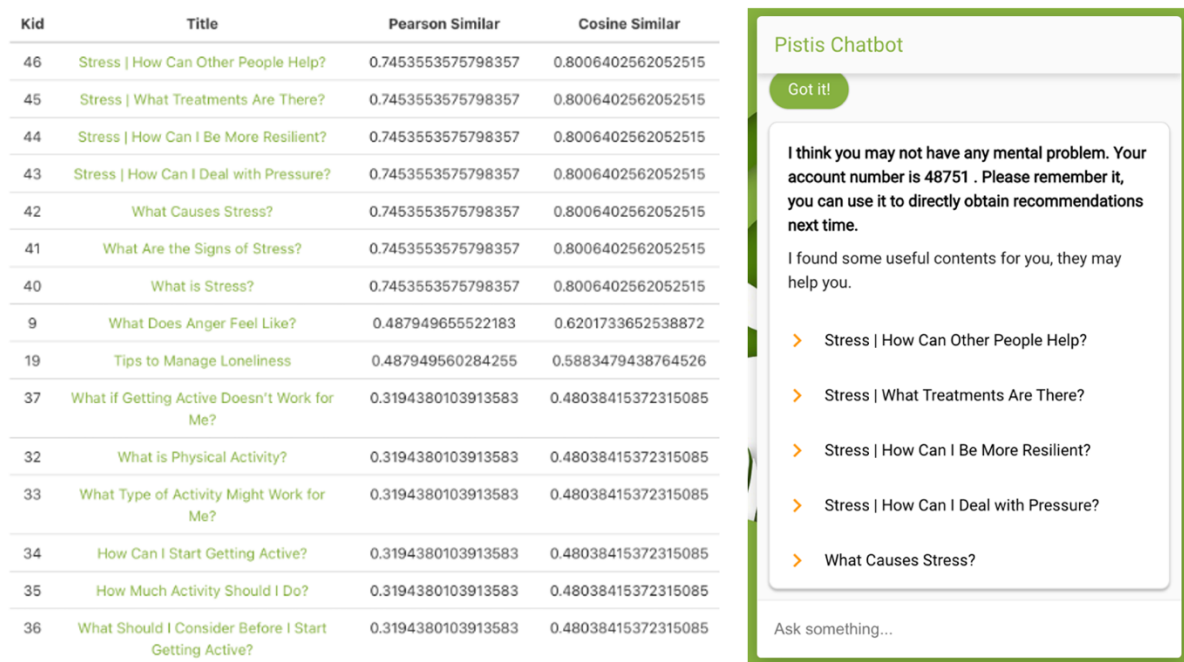 Kid Title Pearson Similar Cosine Similar
46 Stress | How Can Other People Help? 0.7453553575798357 0.8006402562052515
45 Stress | What Treatments Are There? 0.7453553575798357 0.8006402562052515
44 Stress | How Can I Be More Resilient? 0.7453553575798357 0.8006402562052515
43 Stress | How Can I Deal with Pressure? 0.7453553575798357 0.8006402562052515
42 What Causes Stress? 0.7453553575798357 0.8006402562052515
41 What Are the Signs of Stress? 0.7453553575798357 0.8006402562052515
40 What is Stress? 0.7453553575798357 0.8006402562052515
9 What Does Anger Feel Like? 0.487949655522183 0.6201733652538872
19 Tips to Manage Loneliness 0.487949560284255 0.5883479438764526
37 What if Getting Active Doesn't Work for 0.3194380103913583 0.48038415372315085
Me?
32 What is Physical Activity? 0.3194380103913583 0.48038415372315085
33 What Type of Activity Might Work for 0.3194380103913583 0.48038415372315085
Me?
34 How Can I Start Getting Active? 0.3194380103913583 0.48038415372315085
35 How Much Activity Should I Do? 0.3194380103913583 0.48038415372315085
36 What Should I Consider Before I Start 0.3194380103913583 0.48038415372315085
Getting Active?
Pistis Chatbot
Got it!
I think you may not have any mental problem. Your
account number is 48751 . Please remember it,
you can use it to directly obtain recommendations
next time.
I found some useful contents for you, they may
help you.
Stress | How Can Other People Help?
Stress | What Treatments Are There?
Stress | How Can I Be More Resilient?
Stress | How Can I Deal with Pressure?
What Causes Stress?
Ask something...